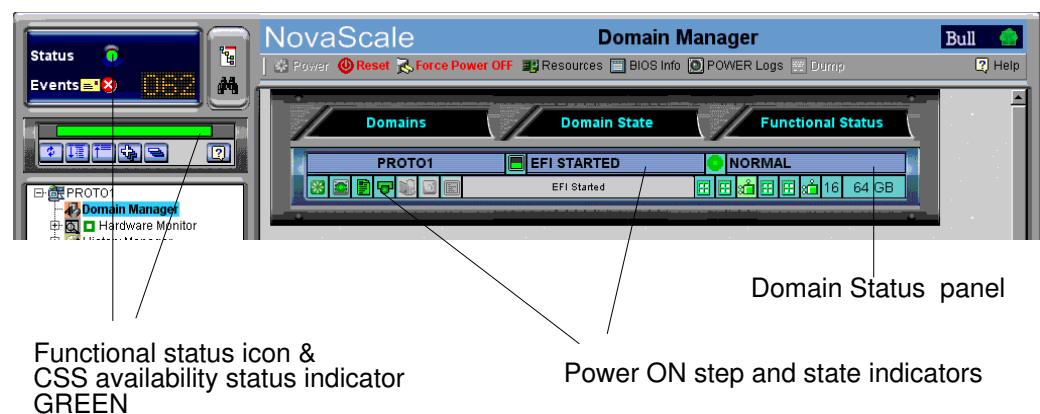 Status
Events 062
NovaScale Domain Manager Bull
Power Reset Force Power OFF Resources BIOS Info POWER Logs Dump Help
Domains Domain State Functional Status
PROTO1 EFI STARTED NORMAL
EFI Started 16 64 GB
PROTO1
Domain Manager
Hardware Monitor
History Manager
Domain Status panel
Functional status icon &
CSS availability status indicator
GREEN
Power ON step and state indicators